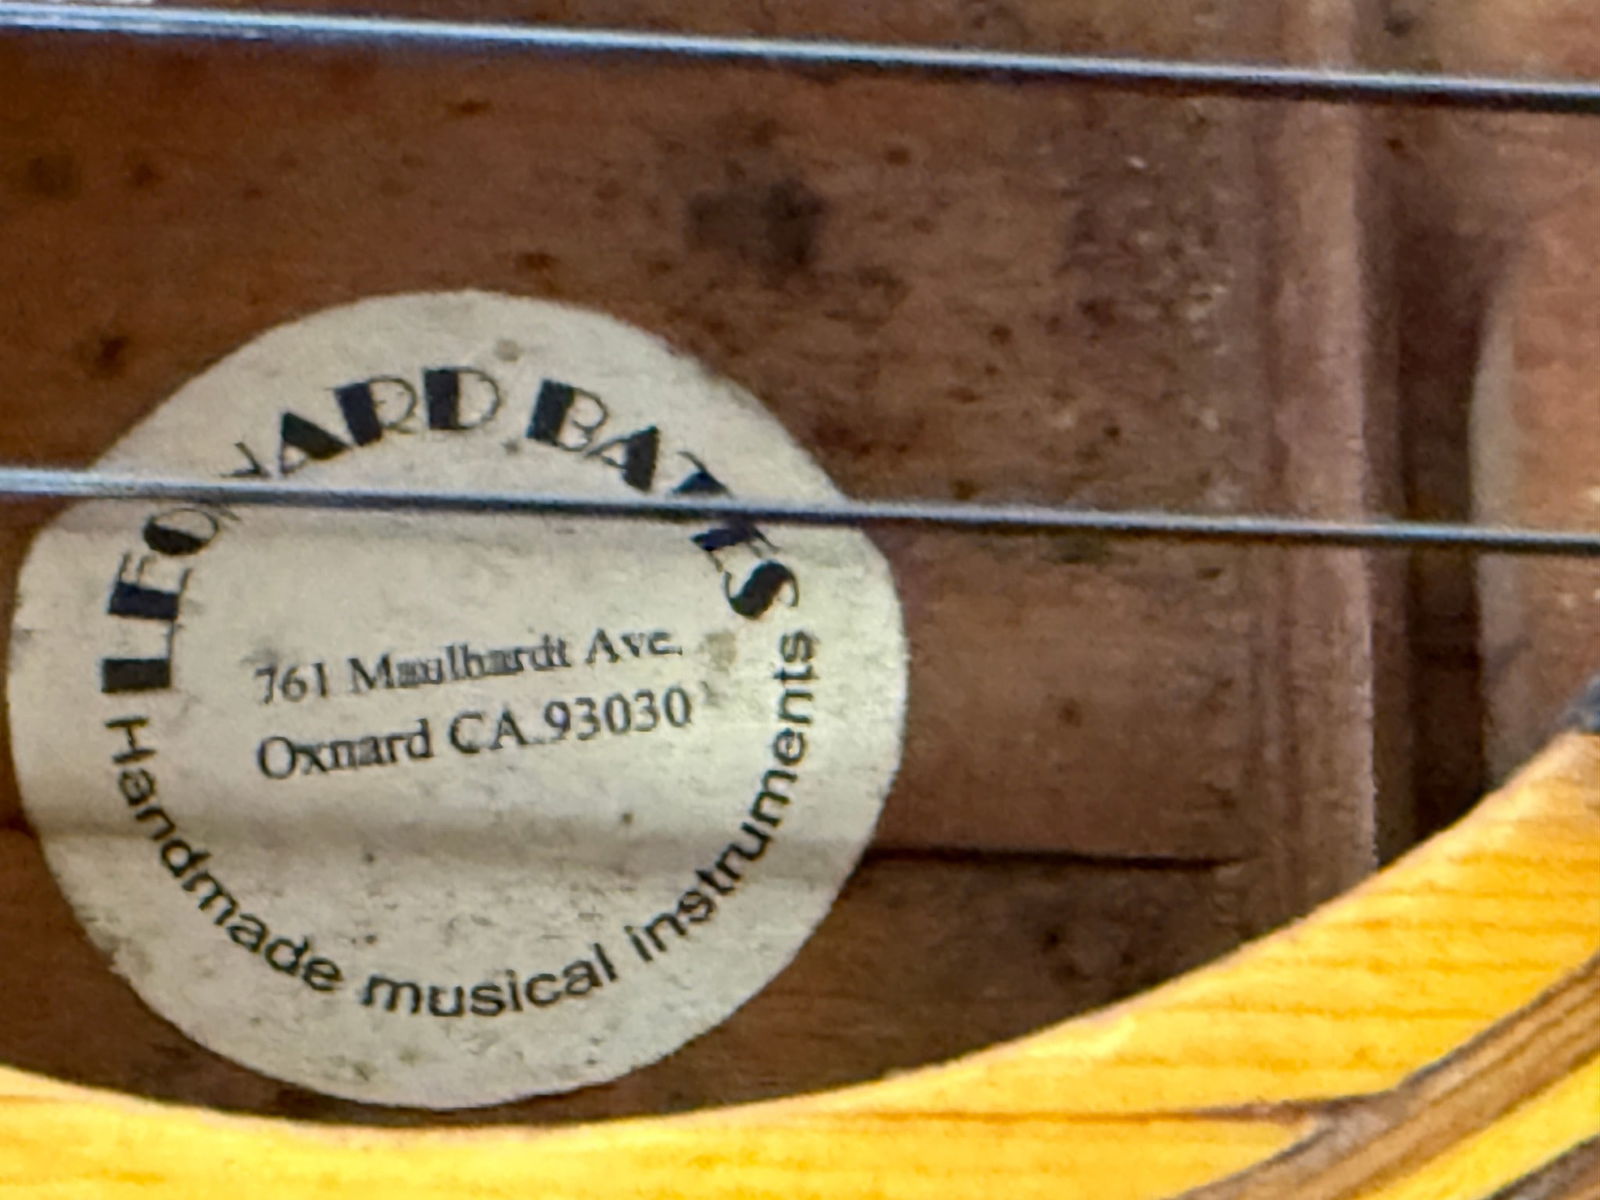 LEONARD BATES
761 Maulhardt Ave.
Oxnard CA. 93030
Handmade musical instruments